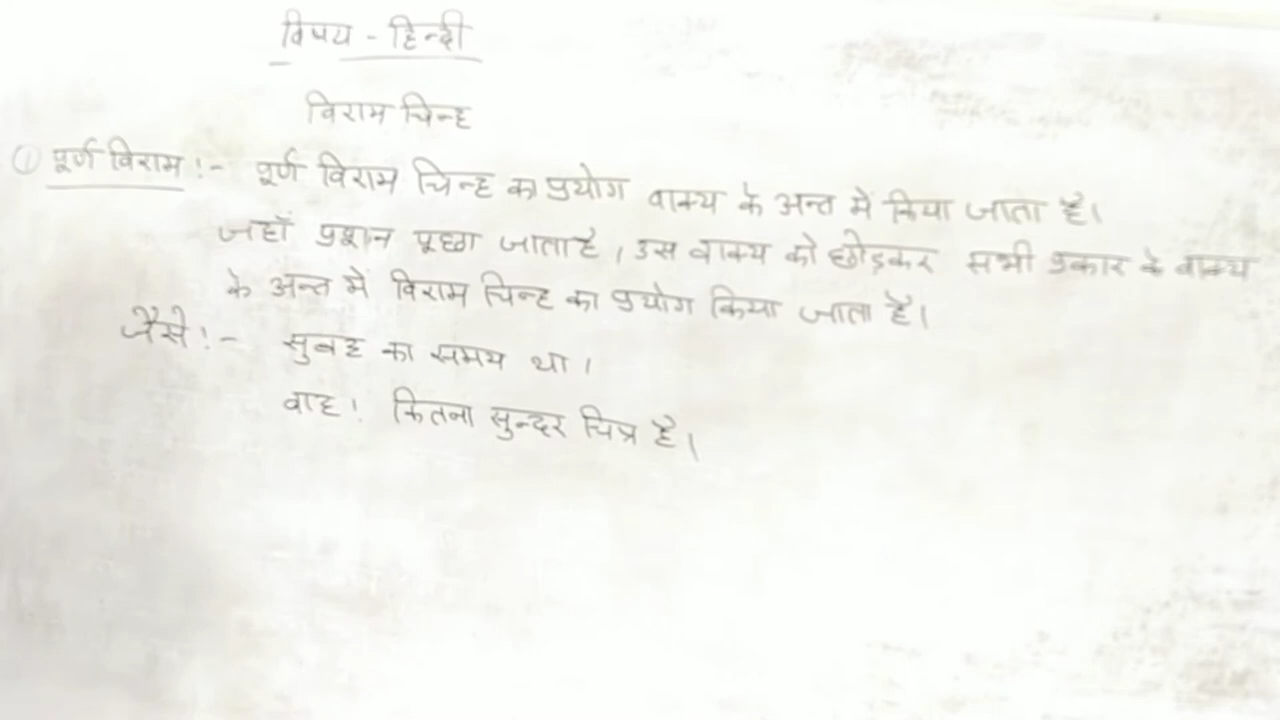 विषय - हिन्दी
विराम चिन्ह
① पूर्ण विराम :- पूर्ण विराम चिन्ह का प्रयोग वाक्य के अन्त में किया जाता है।
जहाँ प्रश्न पूछा जाता है, उस वाक्य को छोड़कर सभी प्रकार के वाक्य
के अन्त में विराम चिन्ह का प्रयोग किया जाता है।
जैसे :- सुबह का समय था।
वाह! कितना सुन्दर चित्र है।